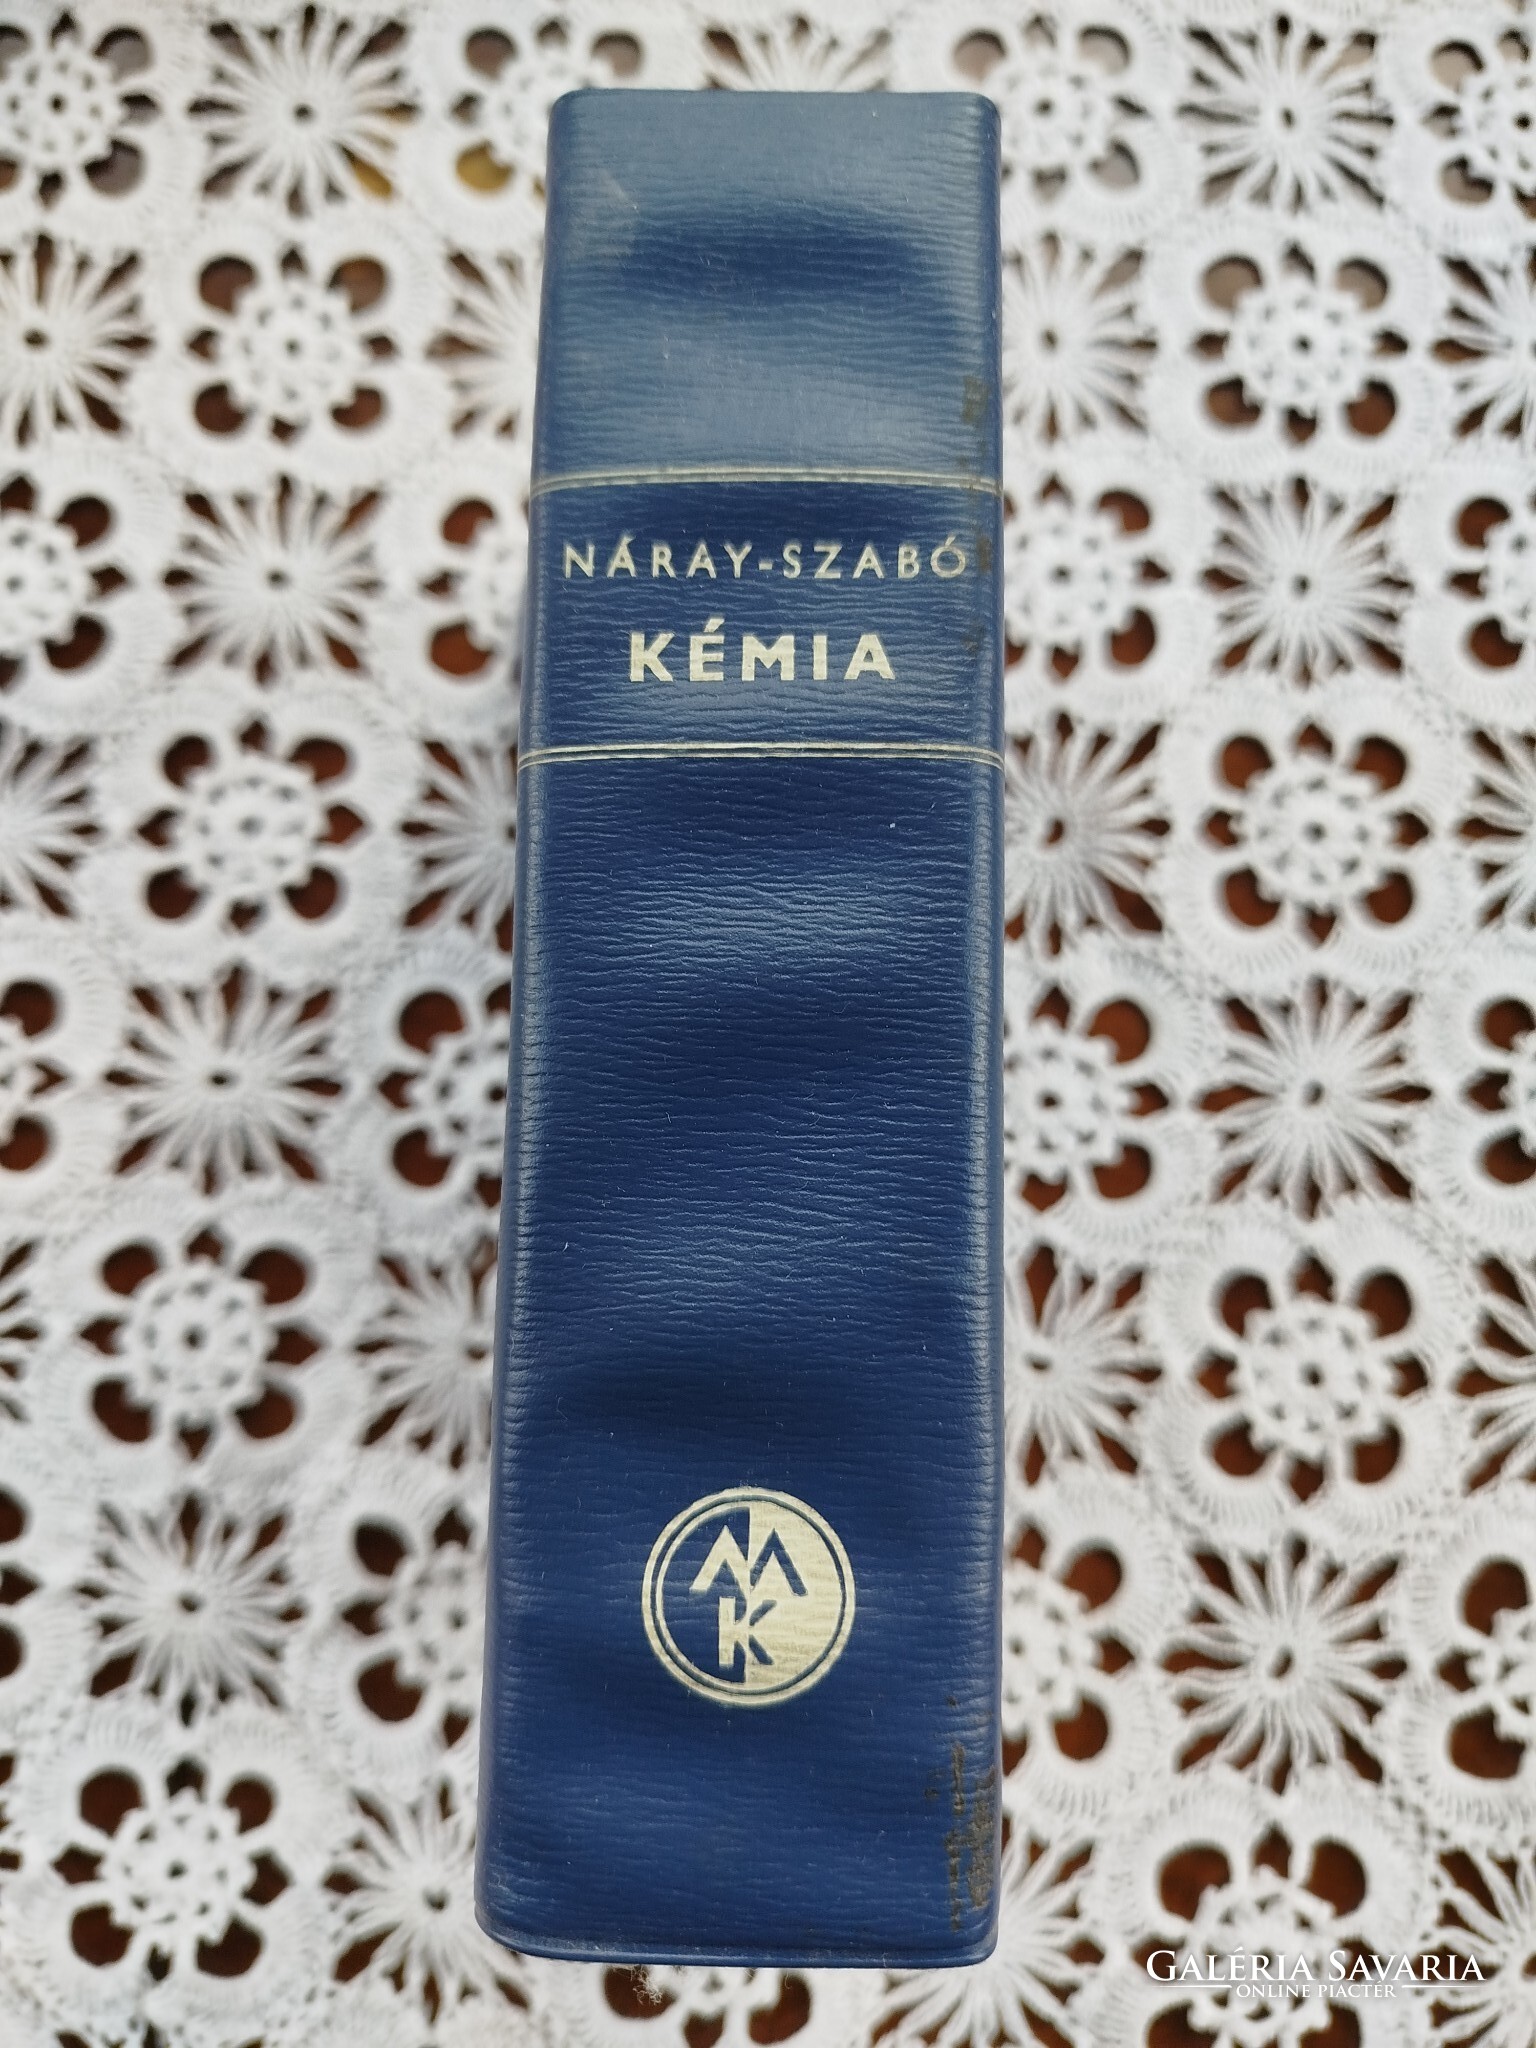 NÁRAY-SZABÓ
KÉMIA
MK
GALÉRIA SAVARIA
ONLINE PIACTÉR